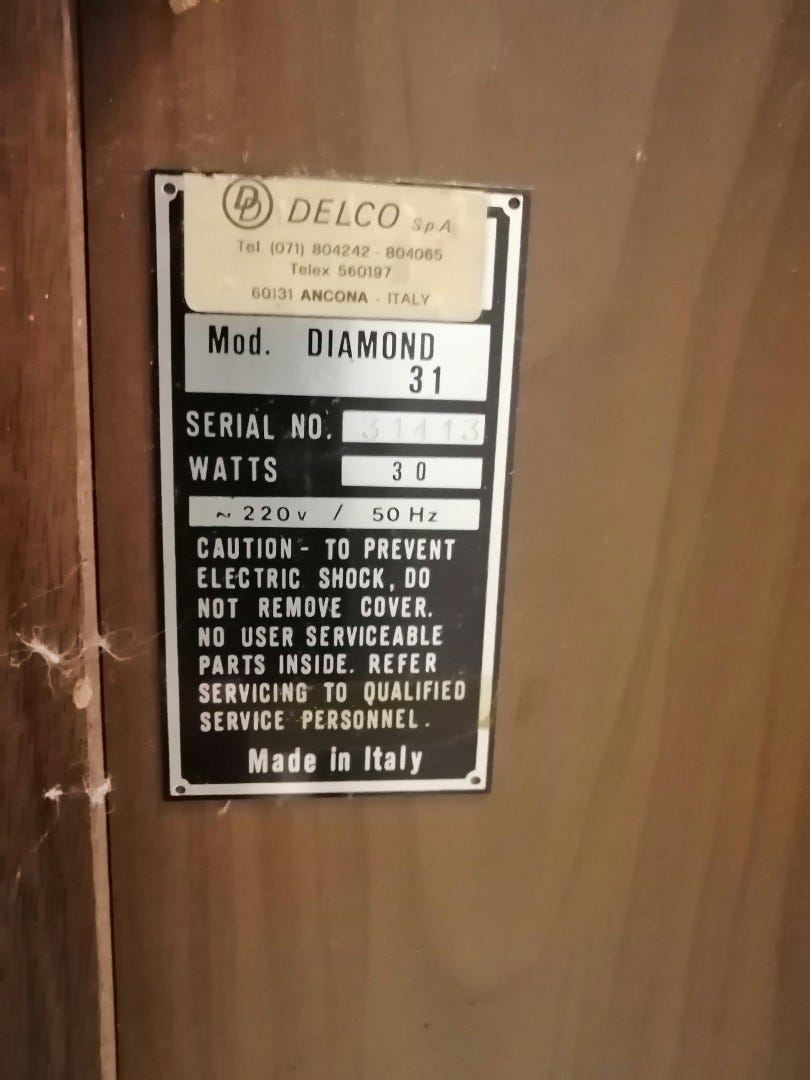 DELCO S.p.A.
Tel. (071) 804242 - 804065
Telex 560197
60131 ANCONA - ITALY
Mod. DIAMOND
31
SERIAL NO. 31413
WATTS 30
~ 220v / 50 Hz
CAUTION - TO PREVENT
ELECTRIC SHOCK, DO
NOT REMOVE COVER.
NO USER SERVICEABLE
PARTS INSIDE. REFER
SERVICING TO QUALIFIED
SERVICE PERSONNEL.
Made in Italy